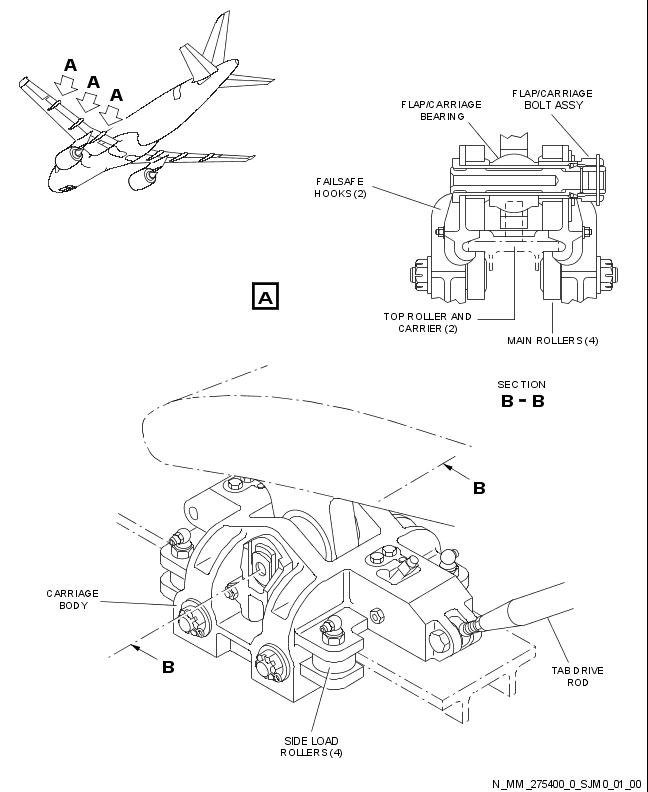 A
A
A
FLAP/CARRIAGE
BEARING
FLAP/CARRIAGE
BOLT ASSY
FAILSAFE
HOOKS (2)
A
TOP ROLLER AND
CARRIER (2)
MAIN ROLLERS (4)
SECTION
B - B
B
CARRIAGE
BODY
B
TAB DRIVE
ROD
SIDE LOAD
ROLLERS (4)
N_MM_275400_0_SJM0_01_00